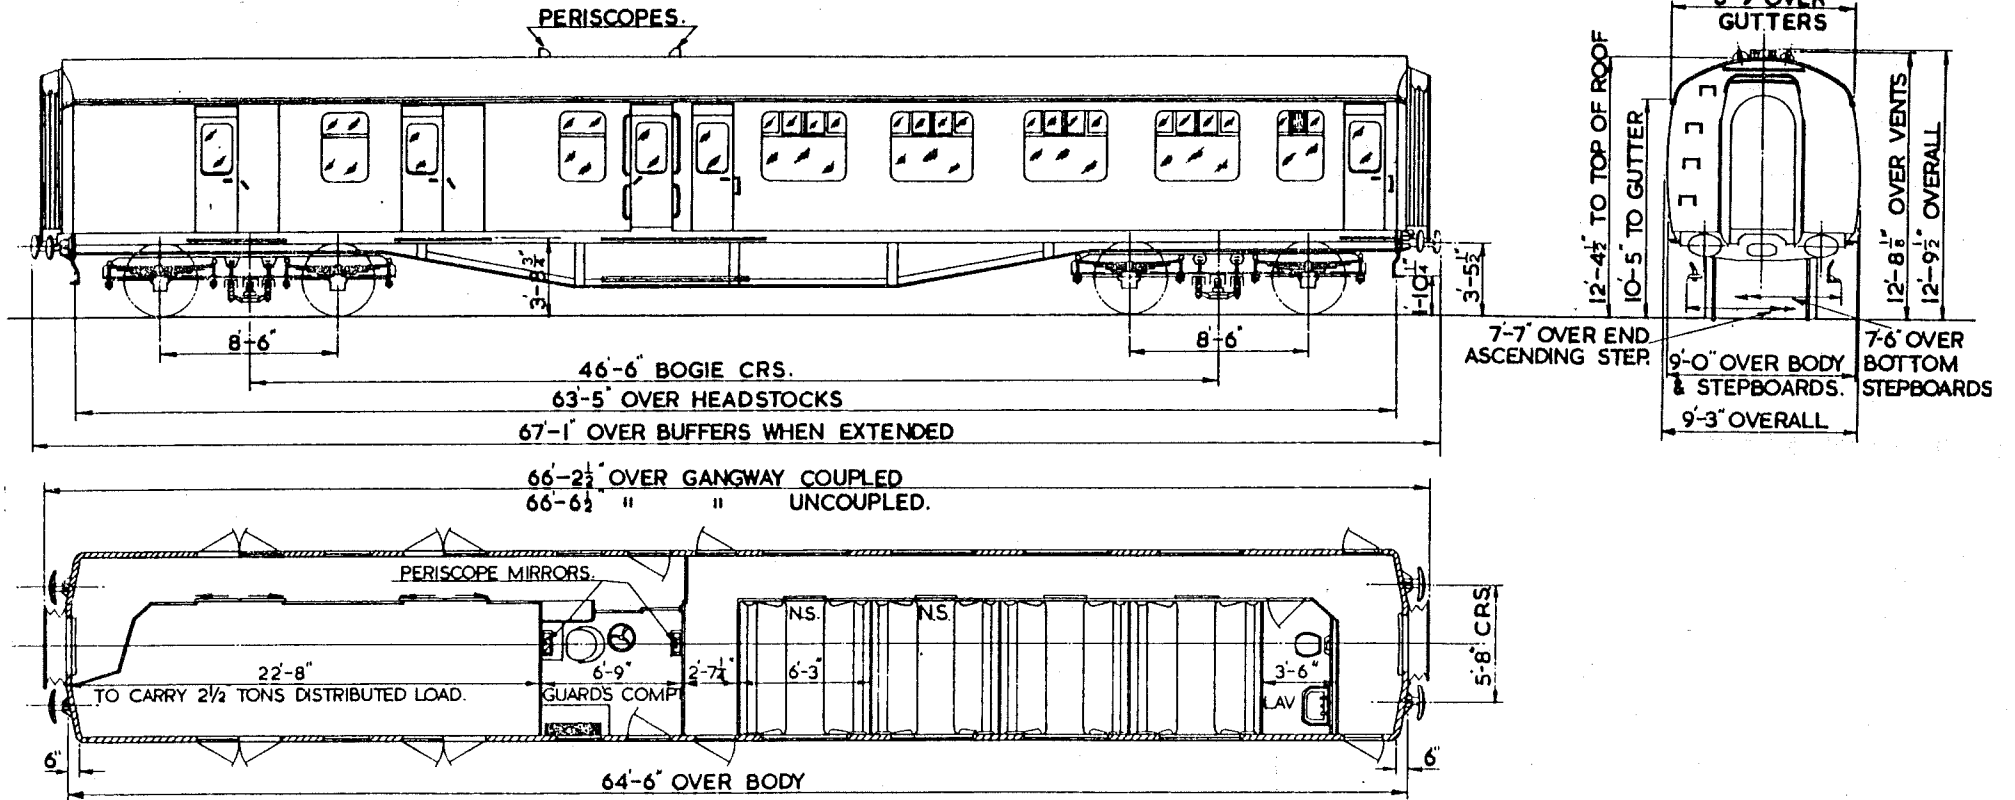 PERISCOPES.
OVER
GUTTERS
12'-4½" TO TOP OF ROOF
10'-5" TO GUTTER
12'-8⅛" OVER VENTS
12'-9½" OVERALL
1'-10¼"
3'-5½"
8'-6"
8'-6"
7'-7" OVER END
ASCENDING STEP.
7'-6" OVER
BOTTOM
STEPBOARDS
9'-0" OVER BODY
& STEPBOARDS.
9'-3" OVERALL
46'-6" BOGIE CRS.
63'-5" OVER HEADSTOCKS
67'-1" OVER BUFFERS WHEN EXTENDED
66'-2½" OVER GANGWAY COUPLED
66'-6½" " " UNCOUPLED.
PERISCOPE MIRRORS.
N.S.
N.S.
22'-8"
6'-9"
2'-7½"
6'-3"
3'-6"
5'-8" CRS.
TO CARRY 2½ TONS DISTRIBUTED LOAD.
GUARD'S COMPT
LAV
6"
6"
64'-6" OVER BODY